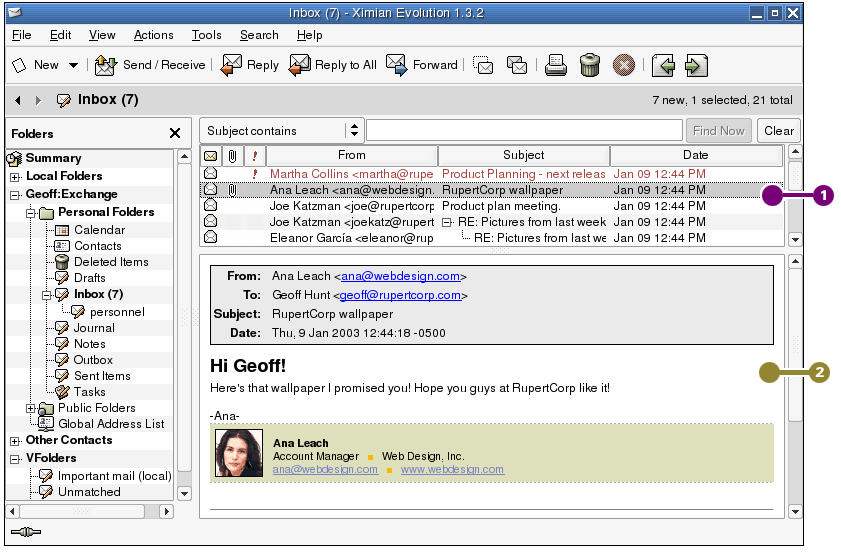 Inbox (7) - Ximian Evolution 1.3.2
File Edit View Actions Tools Search Help
New Send / Receive Reply Reply to All Forward
Inbox (7) 7 new, 1 selected, 21 total
Folders
Subject contains Find Now Clear
From Subject Date
Martha Collins <martha@rupe Product Planning - next releas Jan 09 12:44 PM
Ana Leach <ana@webdesign. RupertCorp wallpaper Jan 09 12:44 PM
Joe Katzman <joe@rupertcorp Product plan meeting. Jan 09 12:44 PM
Joe Katzman <joekatz@rupert RE: Pictures from last week Jan 09 12:44 PM
Eleanor García <eleanor@rup RE: Pictures from last we Jan 09 12:44 PM
1
Summary
Local Folders
Geoff:Exchange
Personal Folders
Calendar
Contacts
Deleted Items
Drafts
Inbox (7)
personnel
Journal
Notes
Outbox
Sent Items
Tasks
Public Folders
Global Address List
Other Contacts
VFolders
Important mail (local)
Unmatched
From: Ana Leach <ana@webdesign.com>
To: Geoff Hunt <geoff@rupertcorp.com>
Subject: RupertCorp wallpaper
Date: Thu, 9 Jan 2003 12:44:18 -0500
Hi Geoff!
Here's that wallpaper I promised you! Hope you guys at RupertCorp like it!
-Ana-
Ana Leach
Account Manager Web Design, Inc.
ana@webdesign.com www.webdesign.com
2